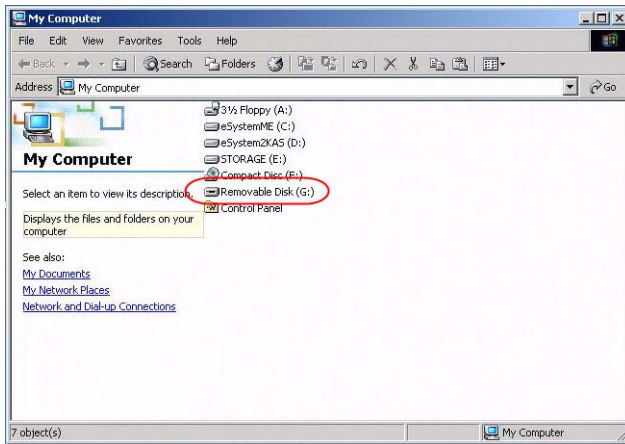 My Computer
File Edit View Favorites Tools Help
Back Search Folders
Address My Computer Go
3½ Floppy (A:)
eSystemME (C:)
eSystem2KAS (D:)
STORAGE (E:)
Compact Disc (F:)
Removable Disk (G:)
Control Panel
My Computer
Select an item to view its description.
Displays the files and folders on your
computer
See also:
My Documents
My Network Places
Network and Dial-up Connections
7 object(s) My Computer